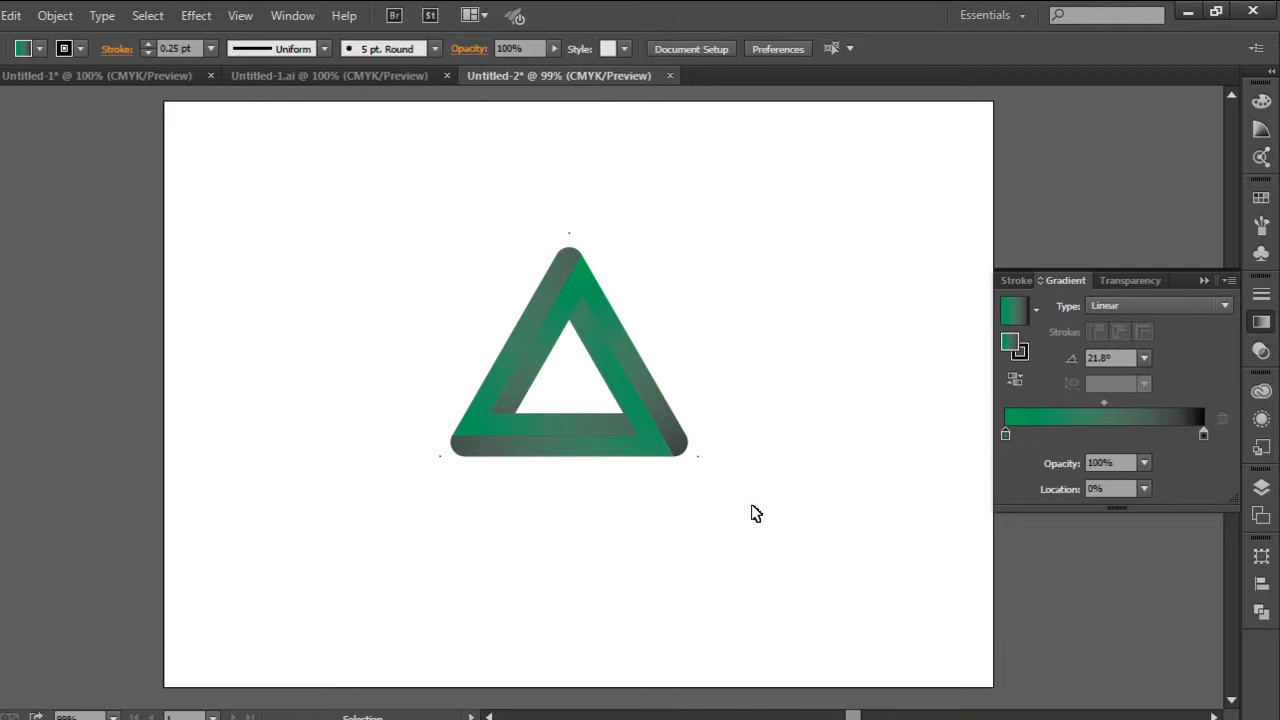 Edit Object Type Select Effect View Window Help Br St Essentials
Stroke: 0.25 pt Uniform 5 pt. Round Opacity: 100% Style: Document Setup Preferences
Untitled-1* @ 100% (CMYK/Preview) × Untitled-1.ai @ 100% (CMYK/Preview) × Untitled-2* @ 99% (CMYK/Preview) ×
Stroke Gradient Transparency
Type: Linear
Stroke:
21.8°
Opacity: 100%
Location: 0%
99% 1 Selection